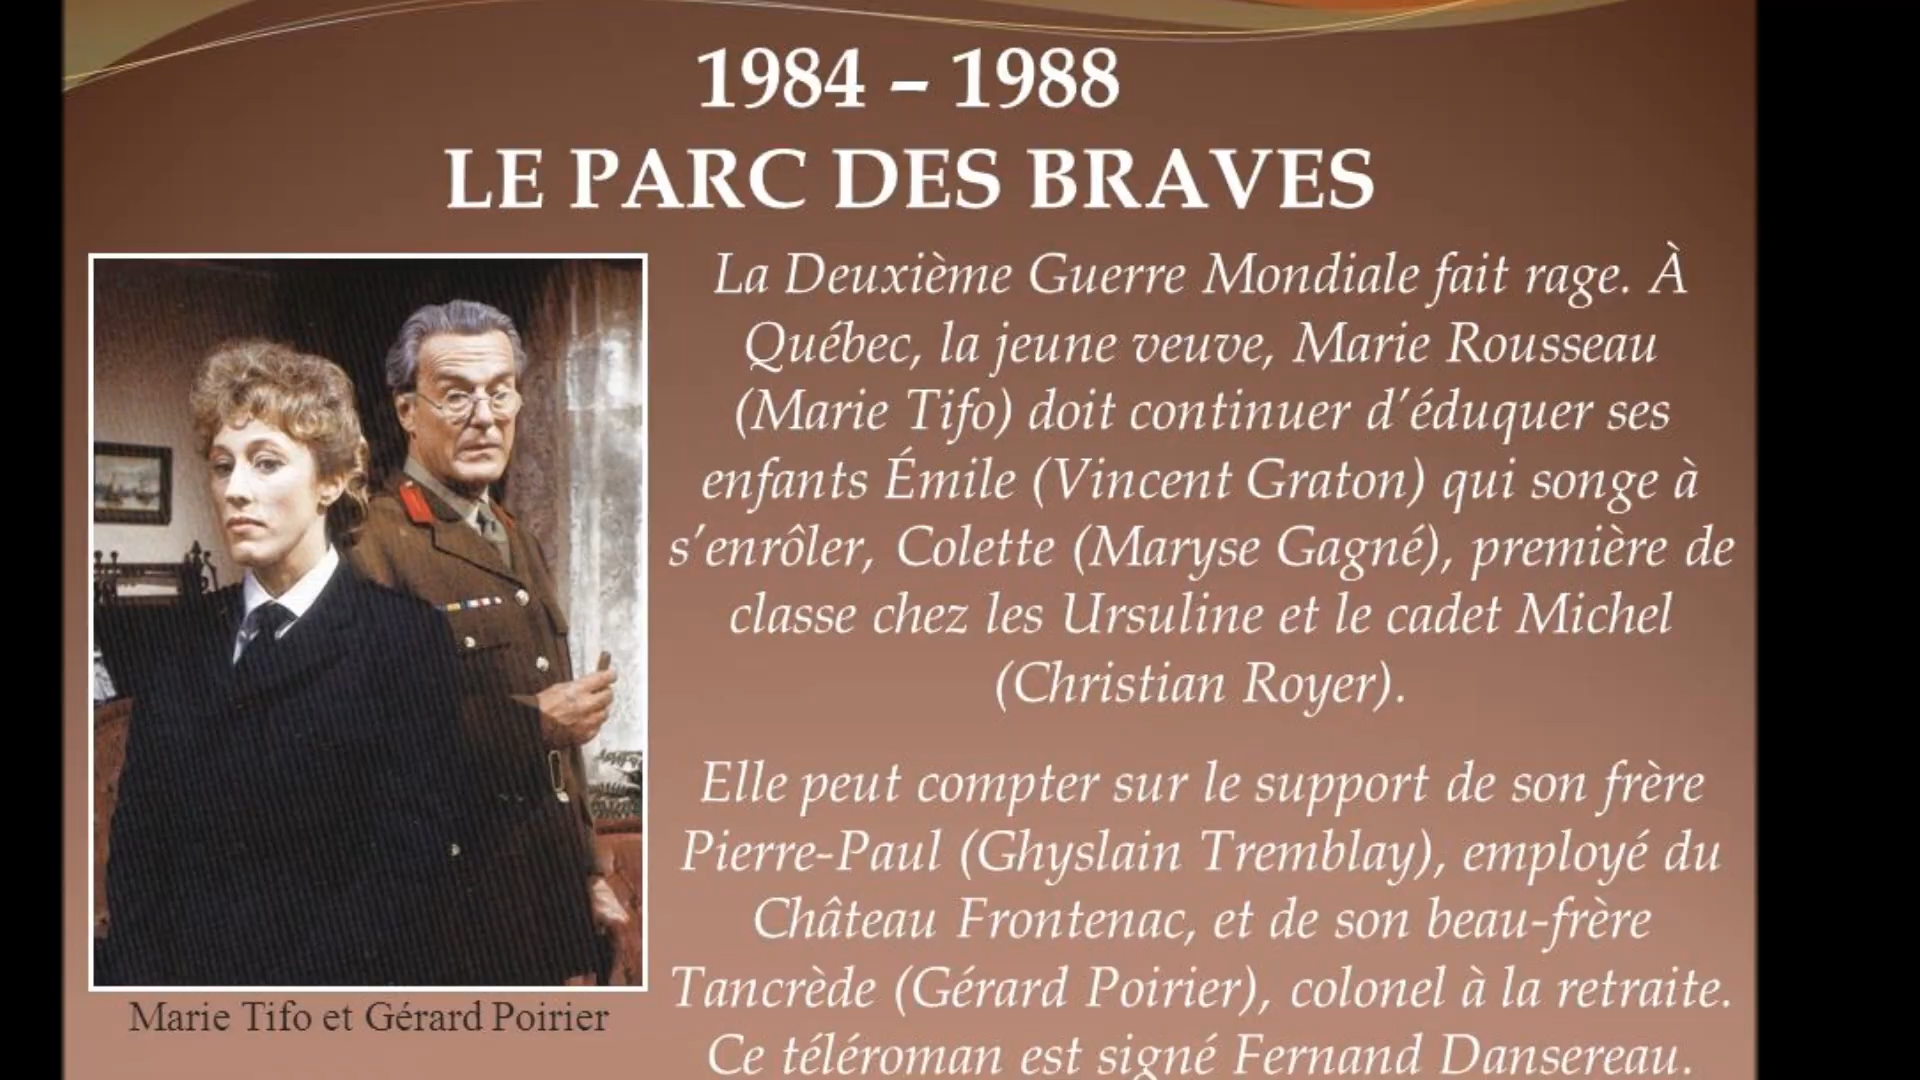 1984 – 1988
LE PARC DES BRAVES
La Deuxième Guerre Mondiale fait rage. À
Québec, la jeune veuve, Marie Rousseau
(Marie Tifo) doit continuer d’éduquer ses
enfants Émile (Vincent Graton) qui songe à
s’enrôler, Colette (Maryse Gagné), première de
classe chez les Ursuline et le cadet Michel
(Christian Royer).
Elle peut compter sur le support de son frère
Pierre-Paul (Ghyslain Tremblay), employé du
Château Frontenac, et de son beau-frère
Tancrède (Gérard Poirier), colonel à la retraite.
Ce téléroman est signé Fernand Dansereau.
Marie Tifo et Gérard Poirier